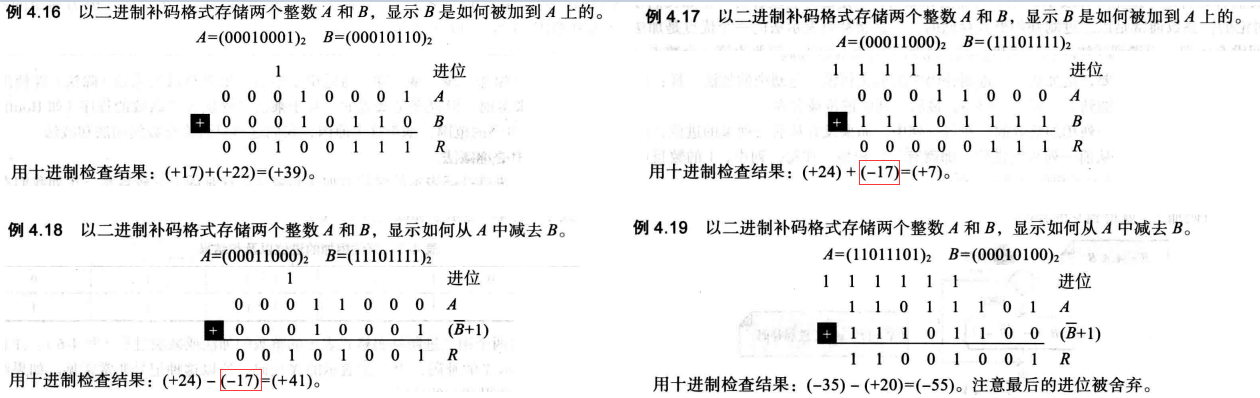 例 4.16 以二进制补码格式存储两个整数 A 和 B，显示 B 是如何被加到 A 上的。
A=(00010001)₂ B=(00010110)₂
1 进位
0 0 0 1 0 0 0 1 A
+ 0 0 0 1 0 1 1 0 B
0 0 1 0 0 1 1 1 R
用十进制检查结果：(+17)+(+22)=(+39)。
例 4.17 以二进制补码格式存储两个整数 A 和 B，显示 B 是如何被加到 A 上的。
A=(00011000)₂ B=(11101111)₂
1 1 1 1 1 进位
0 0 0 1 1 0 0 0 A
+ 1 1 1 0 1 1 1 1 B
0 0 0 0 0 1 1 1 R
用十进制检查结果：(+24) + (−17)=(+7)。
例 4.18 以二进制补码格式存储两个整数 A 和 B，显示如何从 A 中减去 B。
A=(00011000)₂ B=(11101111)₂
1 进位
0 0 0 1 1 0 0 0 A
+ 0 0 0 1 0 0 0 1 (B̅+1)
0 0 1 0 1 0 0 1 R
用十进制检查结果：(+24) − (−17)=(+41)。
例 4.19 以二进制补码格式存储两个整数 A 和 B，显示如何从 A 中减去 B。
A=(11011101)₂ B=(00010100)₂
1 1 1 1 1 1 进位
1 1 0 1 1 1 0 1 A
+ 1 1 1 0 1 1 0 0 (B̅+1)
1 1 0 0 1 0 0 1 R
用十进制检查结果：(−35) − (+20)=(−55)。注意最后的进位被舍弃。